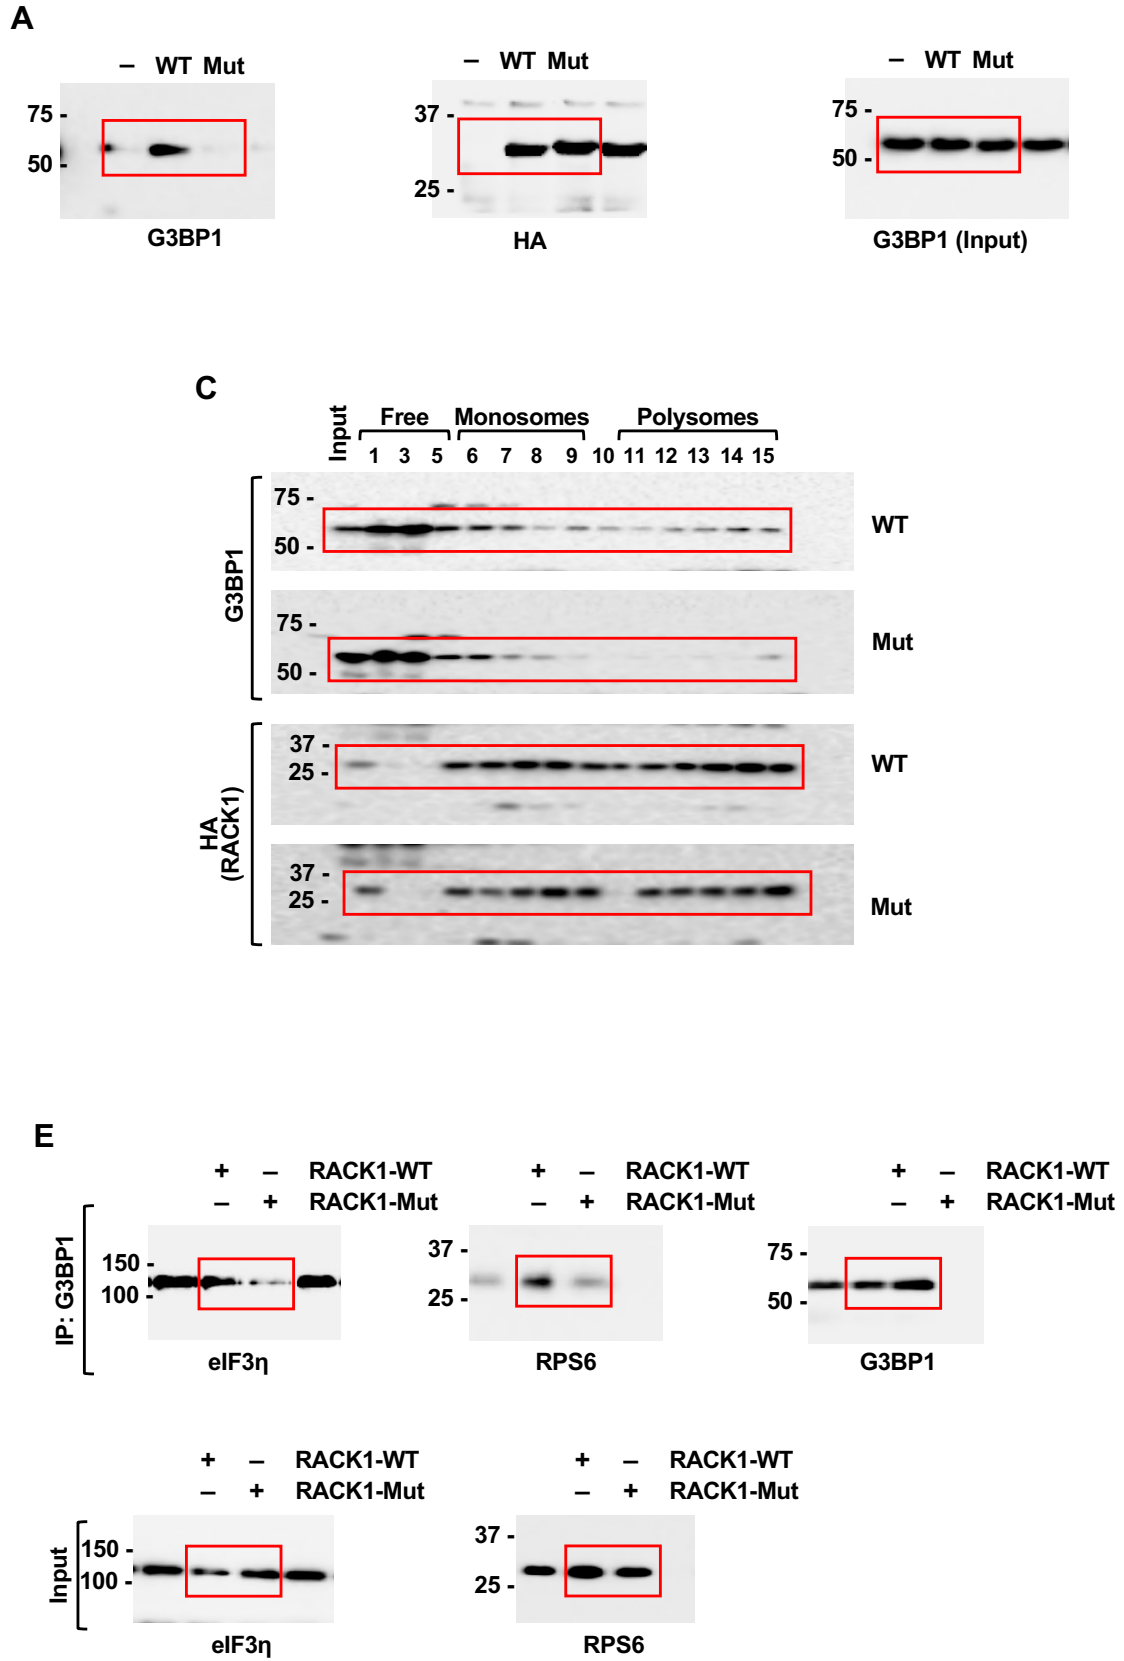 A
– WT Mut
75 -
50 -
G3BP1
– WT Mut
37 -
25 -
HA
– WT Mut
75 -
50 -
G3BP1 (Input)
C
Input
Free Monosomes Polysomes
1 3 5 6 7 8 9 10 11 12 13 14 15
G3BP1
75 -
50 -
WT
75 -
50 -
Mut
HA
(RACK1)
37 -
25 -
WT
37 -
25 -
Mut
E
IP: G3BP1
+ – RACK1-WT
– + RACK1-Mut
150 -
100 -
eIF3η
+ – RACK1-WT
– + RACK1-Mut
37 -
25 -
RPS6
+ – RACK1-WT
– + RACK1-Mut
75 -
50 -
G3BP1
Input
+ – RACK1-WT
– + RACK1-Mut
150 -
100 -
eIF3η
+ – RACK1-WT
– + RACK1-Mut
37 -
25 -
RPS6